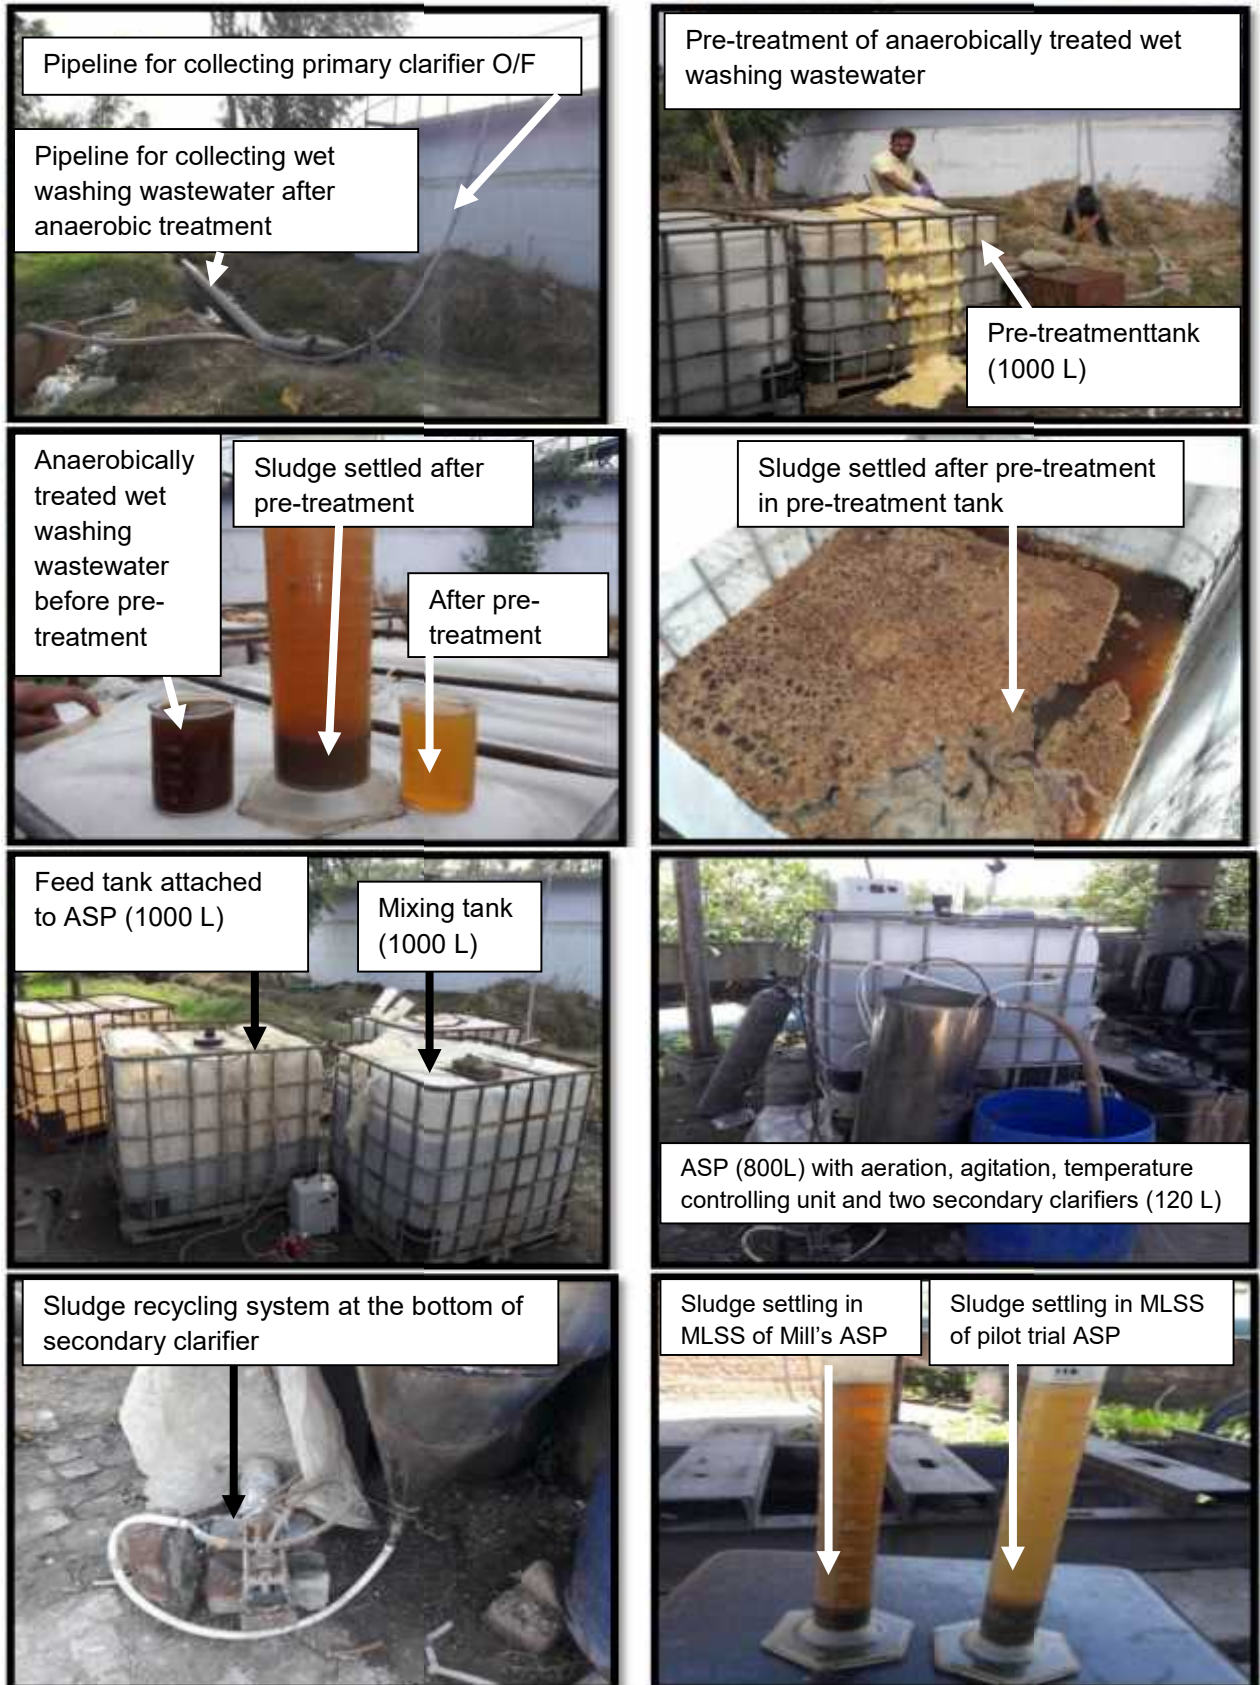 Pipeline for collecting primary clarifier O/F
Pipeline for collecting wet
washing wastewater after
anaerobic treatment
Pre-treatment of anaerobically treated wet
washing wastewater
Pre-treatmenttank
(1000 L)
Anaerobically
treated wet
washing
wastewater
before pre-
treatment
Sludge settled after
pre-treatment
After pre-
treatment
Sludge settled after pre-treatment
in pre-treatment tank
Feed tank attached
to ASP (1000 L)
Mixing tank
(1000 L)
ASP (800L) with aeration, agitation, temperature
controlling unit and two secondary clarifiers (120 L)
Sludge recycling system at the bottom of
secondary clarifier
Sludge settling in
MLSS of Mill's ASP
Sludge settling in MLSS
of pilot trial ASP